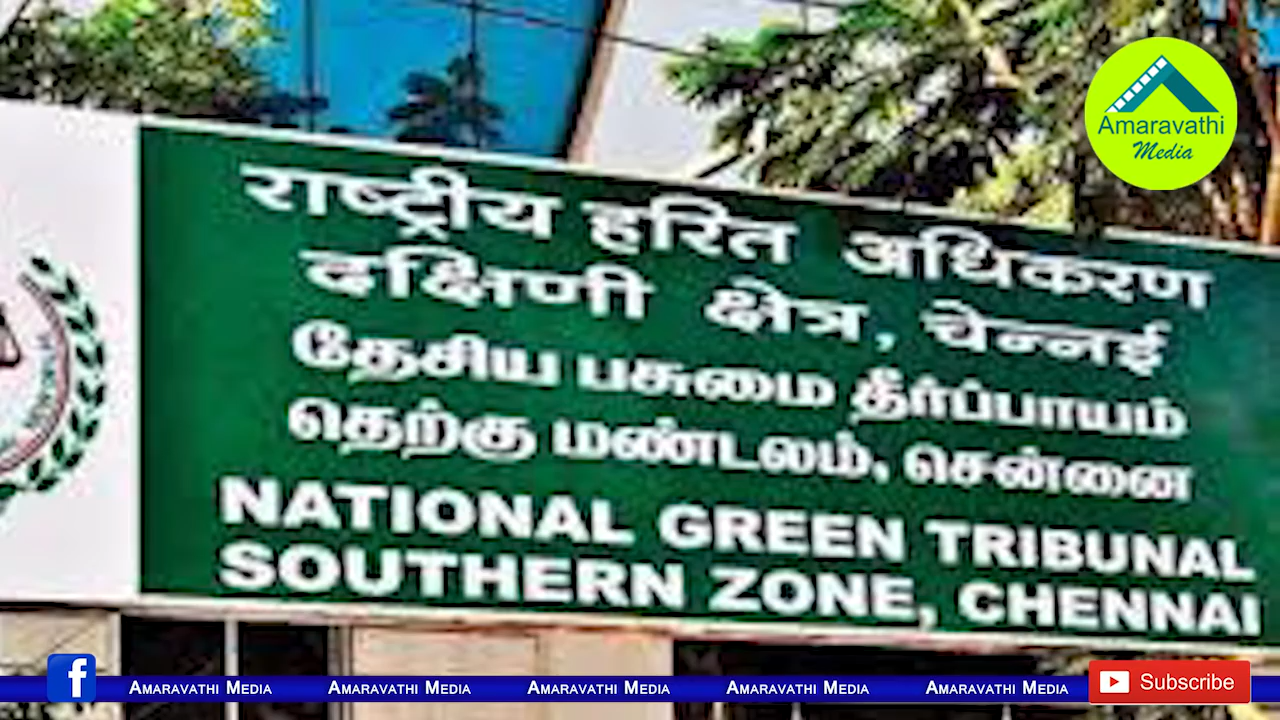 Amaravathi
Media
राष्ट्रीय हरित अधिकरण
दक्षिणी क्षेत्र, चेन्नई
தேசிய பசுமை தீர்ப்பாயம்
தெற்கு மண்டலம், சென்னை
NATIONAL GREEN TRIBUNAL
SOUTHERN ZONE, CHENNAI
f Amaravathi Media Amaravathi Media Amaravathi Media Amaravathi Media Amaravathi Media Subscribe